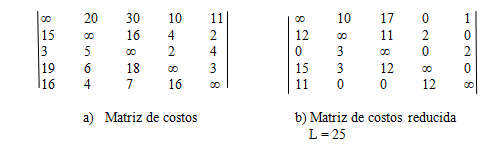 ∞ 20 30 10 11
15 ∞ 16 4 2
3 5 ∞ 2 4
19 6 18 ∞ 3
16 4 7 16 ∞
a) Matriz de costos
∞ 10 17 0 1
12 ∞ 11 2 0
0 3 ∞ 0 2
15 3 12 ∞ 0
11 0 0 12 ∞
b) Matriz de costos reducida
L = 25